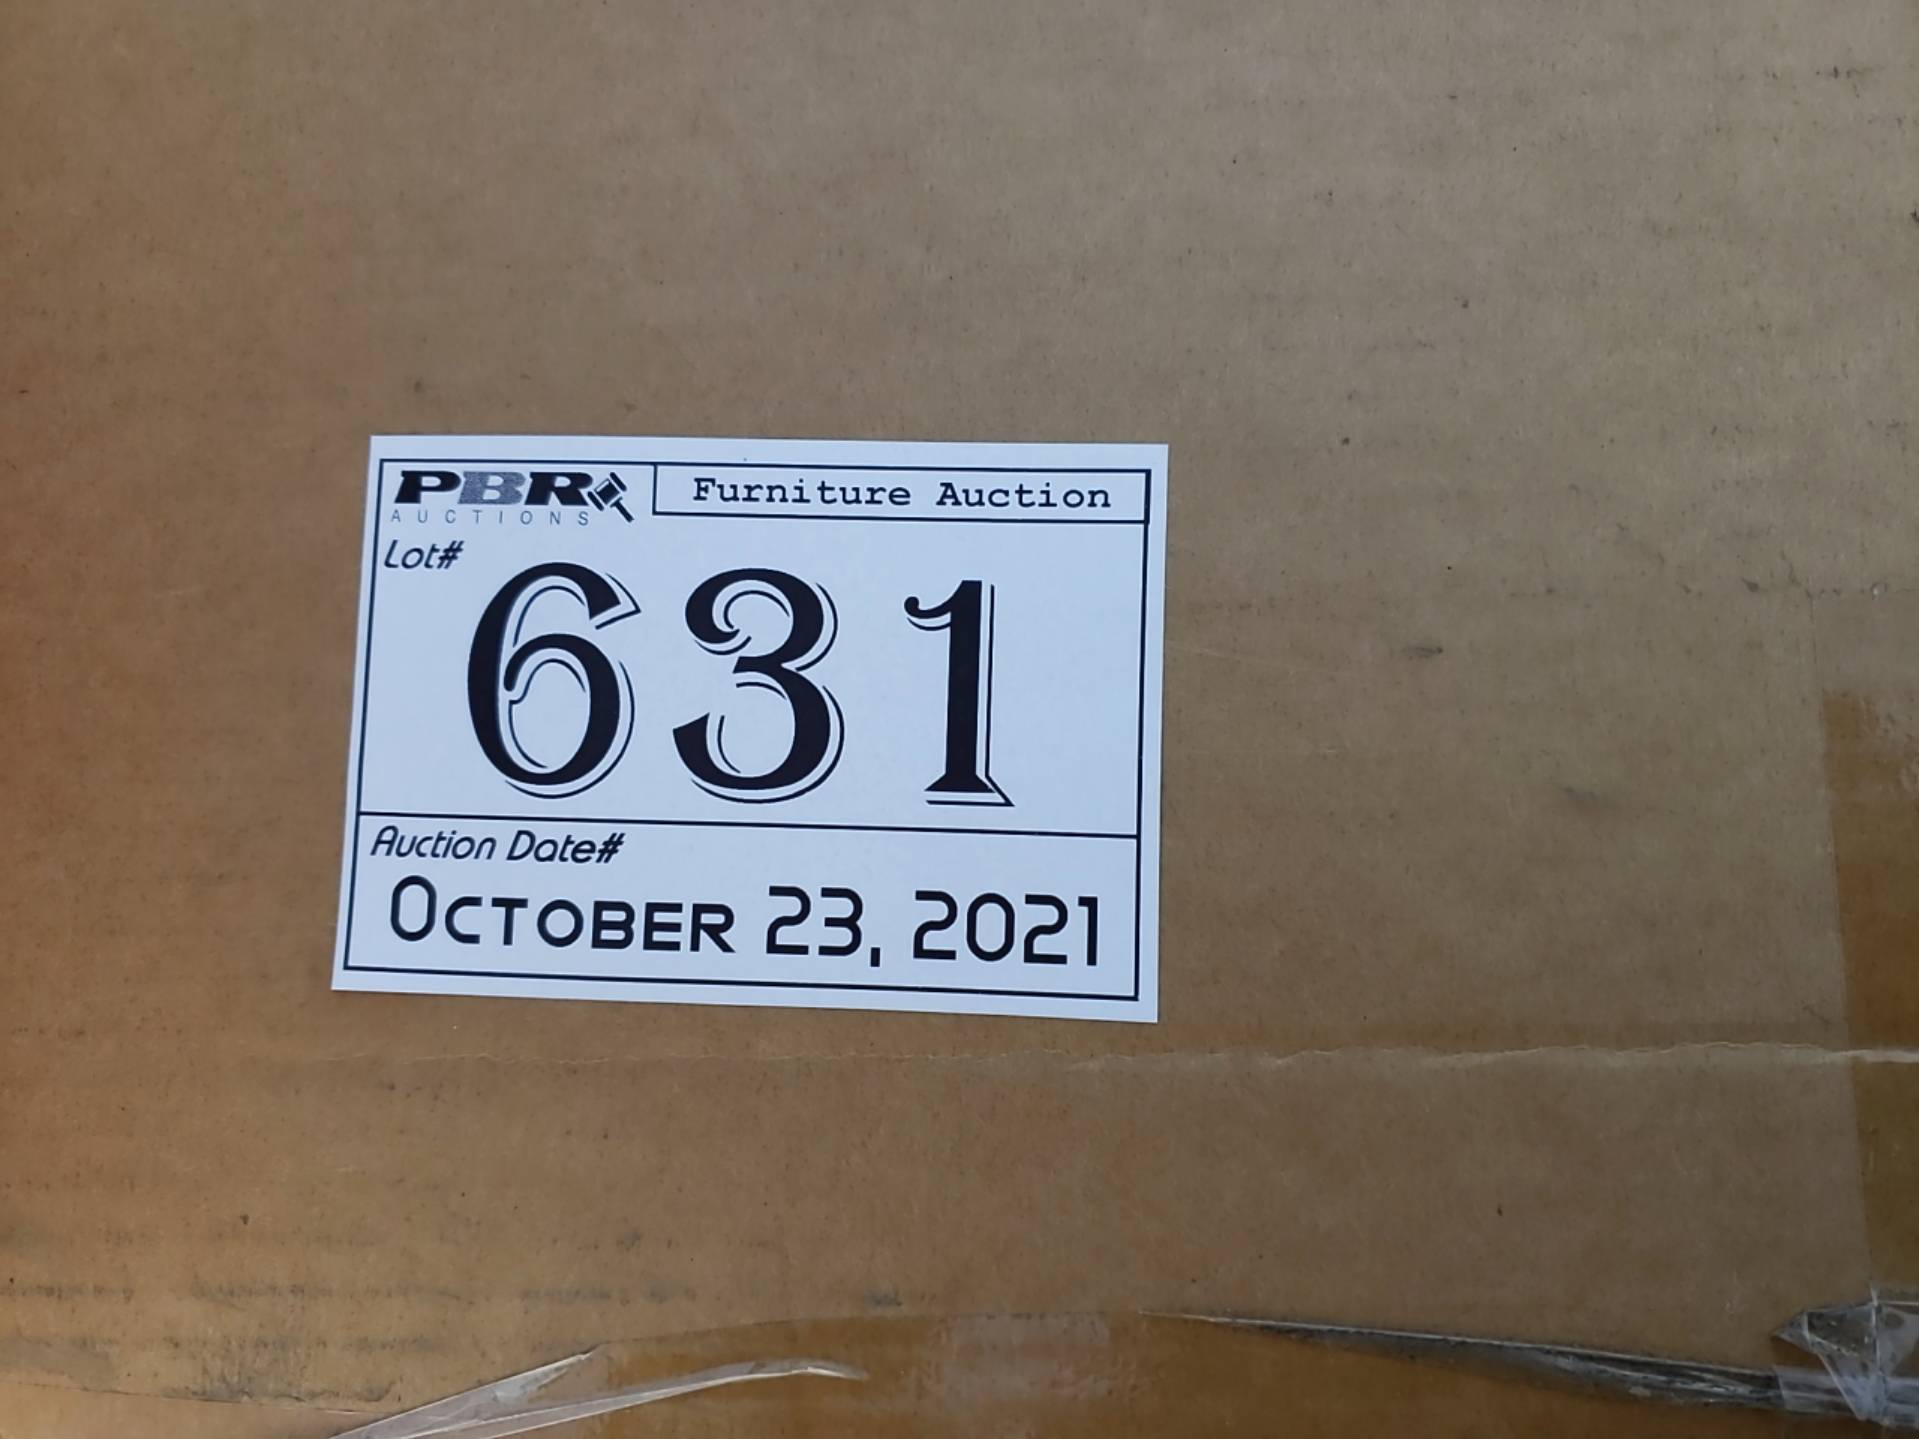 PBR
AUCTIONS
Furniture Auction
Lot#
631
Auction Date#
October 23, 2021